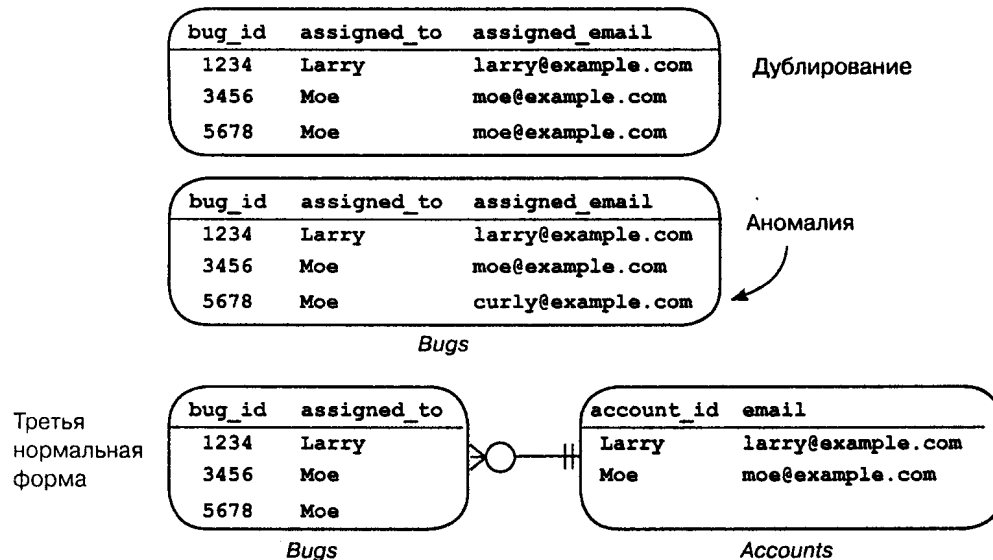 bug_id assigned_to assigned_email
1234 Larry larry@example.com
3456 Moe moe@example.com
5678 Moe moe@example.com
Дублирование
bug_id assigned_to assigned_email
1234 Larry larry@example.com
3456 Moe moe@example.com
5678 Moe curly@example.com
Аномалия
Bugs
Третья
нормальная
форма
bug_id assigned_to
1234 Larry
3456 Moe
5678 Moe
Bugs
account_id email
Larry larry@example.com
Moe moe@example.com
Accounts